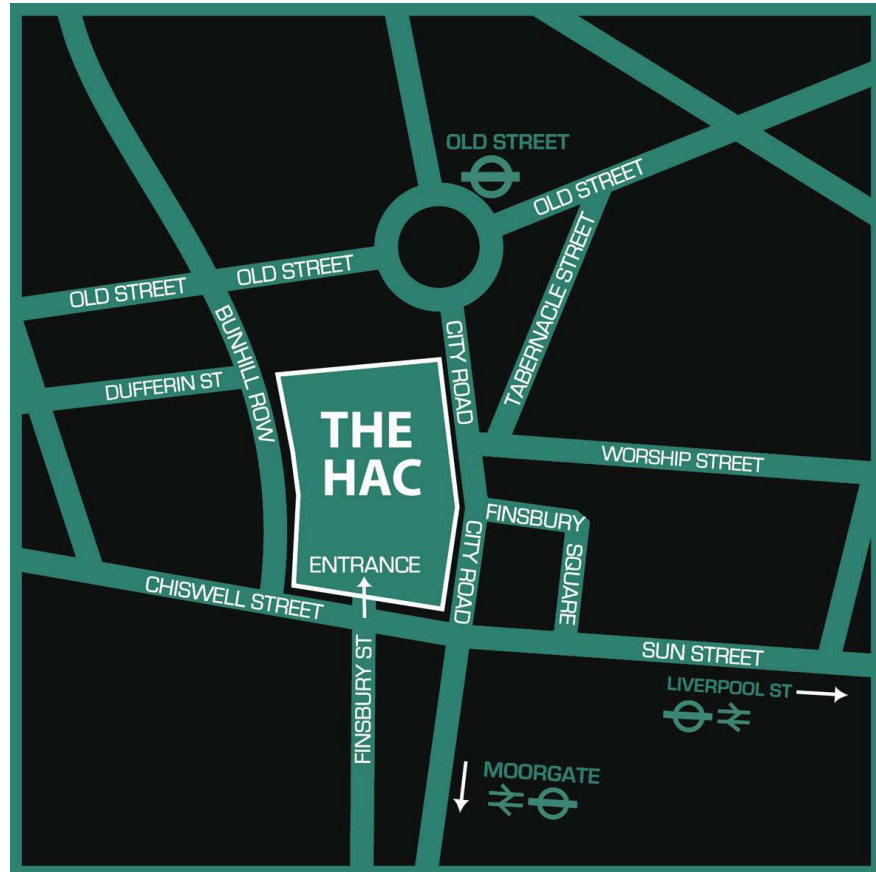 OLD STREET
OLD STREET
OLD STREET
OLD STREET
TABERNACLE STREET
BUNHILL ROW
CITY ROAD
DUFFERIN ST
THE
HAC
WORSHIP STREET
FINSBURY
SQUARE
CITY ROAD
ENTRANCE
CHISWELL STREET
SUN STREET
FINSBURY ST
LIVERPOOL ST
MOORGATE